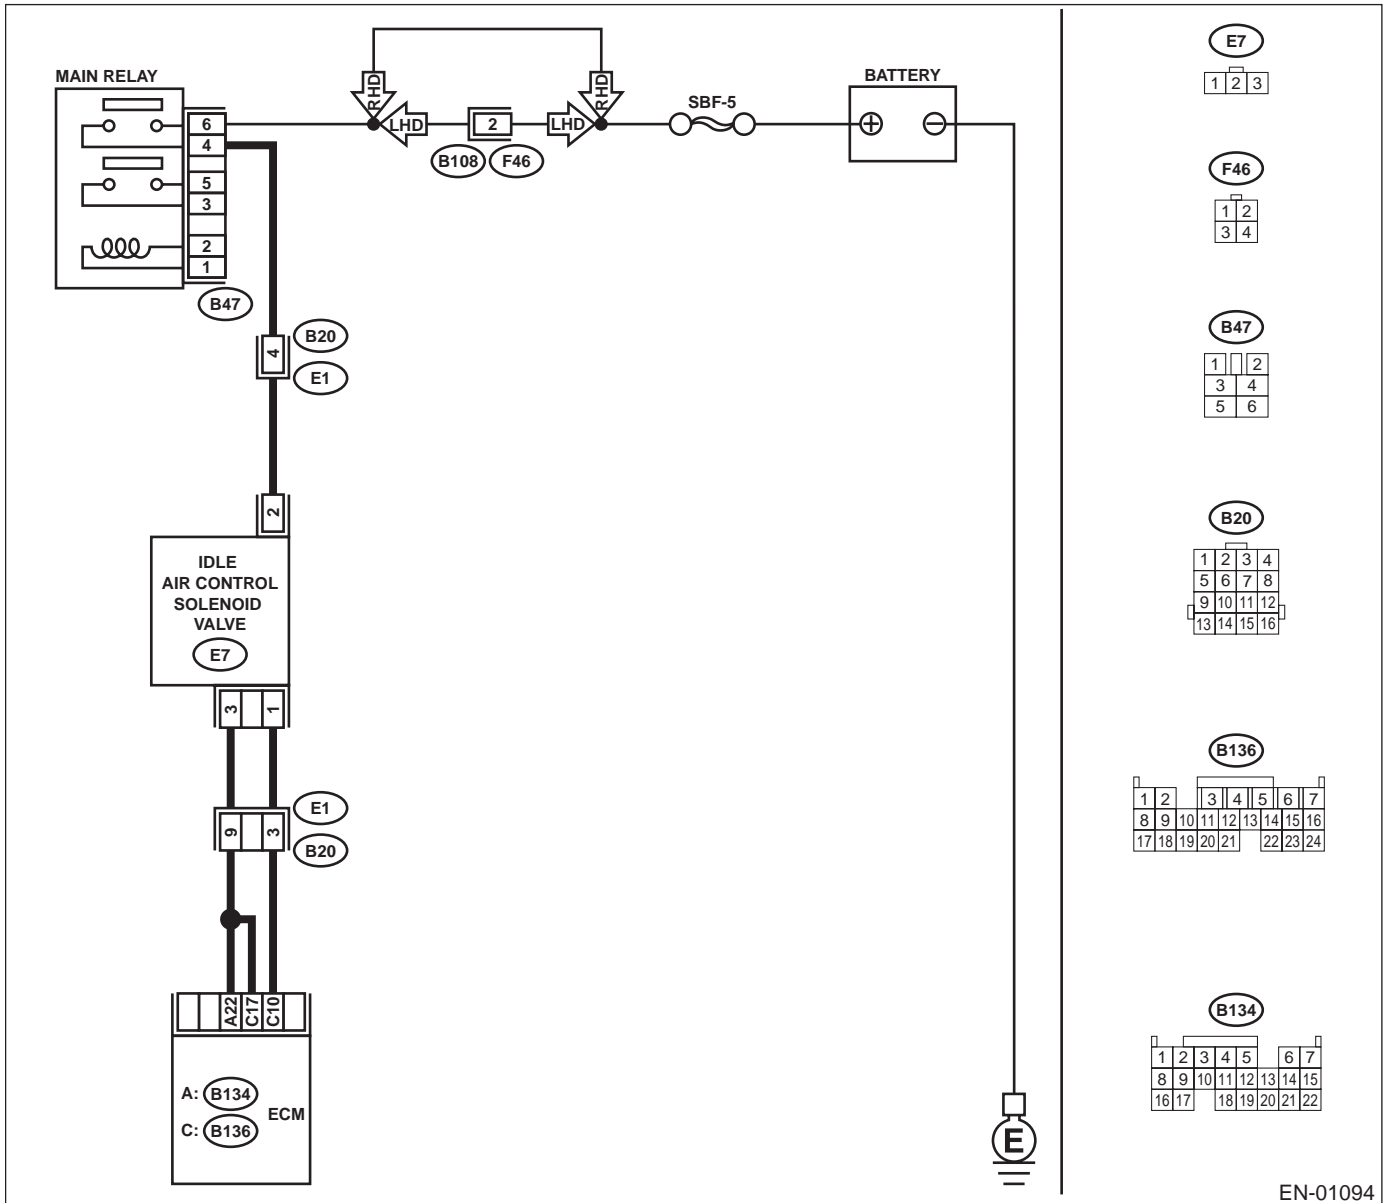 MAIN RELAY
6
4
5
3
2
1
B47
RHD
LHD
2
LHD
RHD
B108
F46
SBF-5
BATTERY
+
−
4
B20
E1
2
IDLE
AIR CONTROL
SOLENOID
VALVE
E7
3 1
9 3
E1
B20
A22 C17 C10
A: B134
C: B136
ECM
E
E7
1 2 3
F46
1 2
3 4
B47
1 2
3 4
5 6
B20
1 2 3 4
5 6 7 8
9 10 11 12
13 14 15 16
B136
1 2 3 4 5 6 7
8 9 10 11 12 13 14 15 16
17 18 19 20 21 22 23 24
B134
1 2 3 4 5 6 7
8 9 10 11 12 13 14 15
16 17 18 19 20 21 22
EN-01094